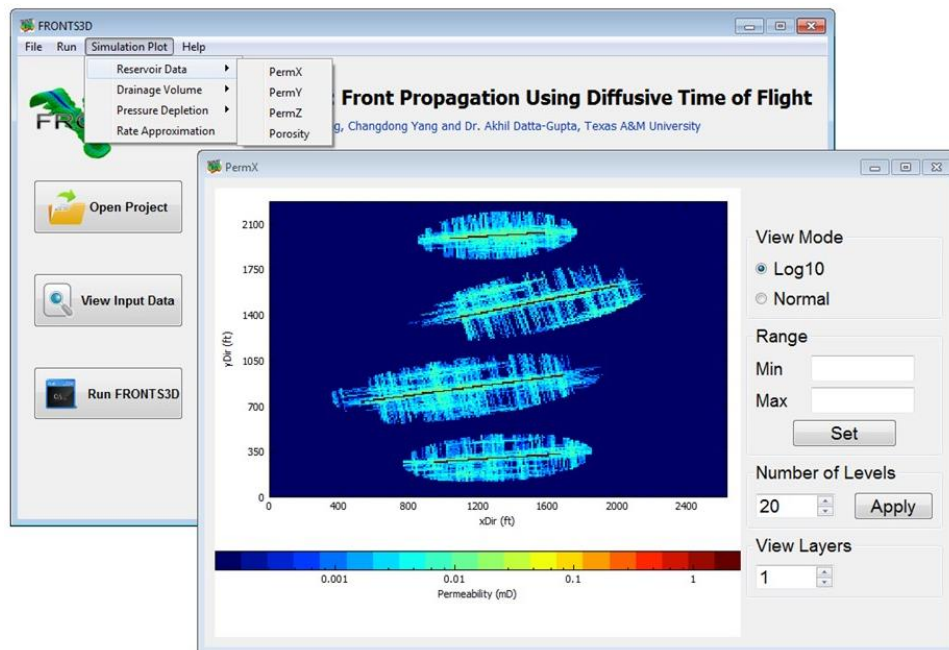 FRONTS3D
File Run Simulation Plot Help
Reservoir Data
Drainage Volume
Pressure Depletion
Rate Approximation
PermX
PermY
PermZ
Porosity
Front Propagation Using Diffusive Time of Flight
Changdong Yang and Dr. Akhil Datta-Gupta, Texas A&M University
Open Project
View Input Data
Run FRONTS3D
PermX
2100
1750
1400
1050
700
350
0
yDir (ft)
0 400 800 1200 1600 2000 2400
xDir (ft)
0.001 0.01 0.1 1
Permeability (mD)
View Mode
Log10
Normal
Range
Min
Max
Set
Number of Levels
20
Apply
View Layers
1